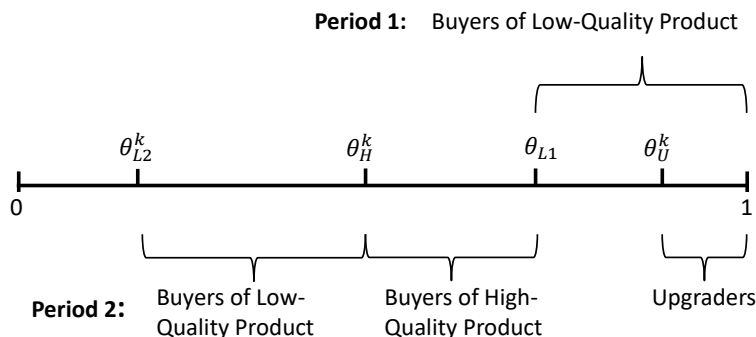 Period 1: Buyers of Low-Quality Product
θ_{L2}^k θ_H^k θ_{L1} θ_U^k
0 1
Buyers of Low- Buyers of High- Upgraders
Period 2: Quality Product Quality Product